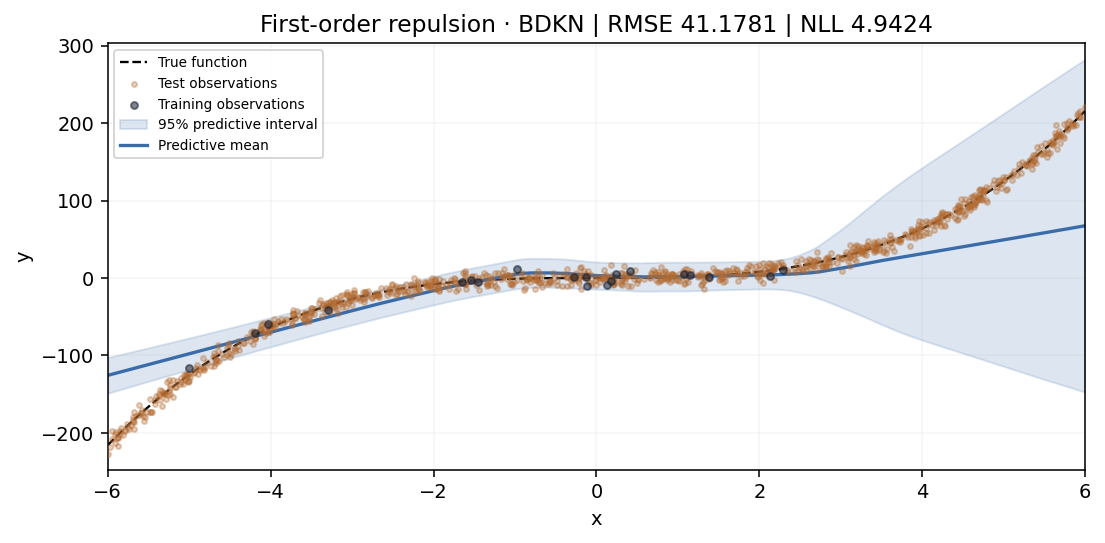 First-order repulsion · BDKN | RMSE 41.1781 | NLL 4.9424
True function
Test observations
Training observations
95% predictive interval
Predictive mean
300
200
100
0
−100
−200
y
−6
−4
−2
0
2
4
6
x